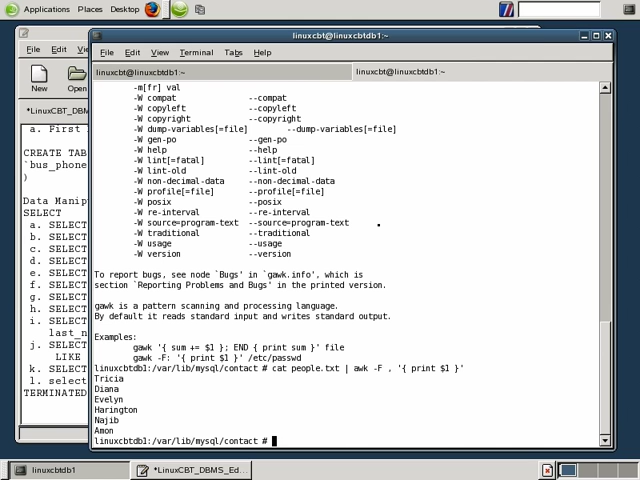 Applications Places Desktop
linuxcbt@linuxcbtdb1:~
File Edit View Terminal Tabs Help
linuxcbt@linuxcbtdb1:~ linuxcbt@linuxcbtdb1:~
-m[fr] val
-W compat --compat
-W copyleft --copyleft
-W copyright --copyright
-W dump-variables[=file] --dump-variables[=file]
-W gen-po --gen-po
-W help --help
-W lint[=fatal] --lint[=fatal]
-W lint-old --lint-old
-W non-decimal-data --non-decimal-data
-W profile[=file] --profile[=file]
-W posix --posix
-W re-interval --re-interval
-W source=program-text --source=program-text
-W traditional --traditional
-W usage --usage
-W version --version
To report bugs, see node `Bugs' in `gawk.info', which is
section `Reporting Problems and Bugs' in the printed version.
gawk is a pattern scanning and processing language.
By default it reads standard input and writes standard output.
Examples:
gawk '{ sum += $1 }; END { print sum }' file
gawk -F: '{ print $1 }' /etc/passwd
linuxcbtdb1:/var/lib/mysql/contact # cat people.txt | awk -F , '{ print $1 }'
Tricia
Diana
Evelyn
Harington
Najib
Amon
linuxcbtdb1:/var/lib/mysql/contact #
File Edit Vi
New Open
*LinuxCBT_DBM
a. First
CREATE TAB
`bus_phone
)
Data Manip
SELECT
a. SELECT
b. SELECT
c. SELECT
d. SELECT
e. SELECT
f. SELECT
g. SELECT
h. SELECT
i. SELECT
last_n
j. SELECT
LIKE
k. SELECT
l. select
TERMINATED
linuxcbtdb1 *LinuxCBT_DBMS_Ed...